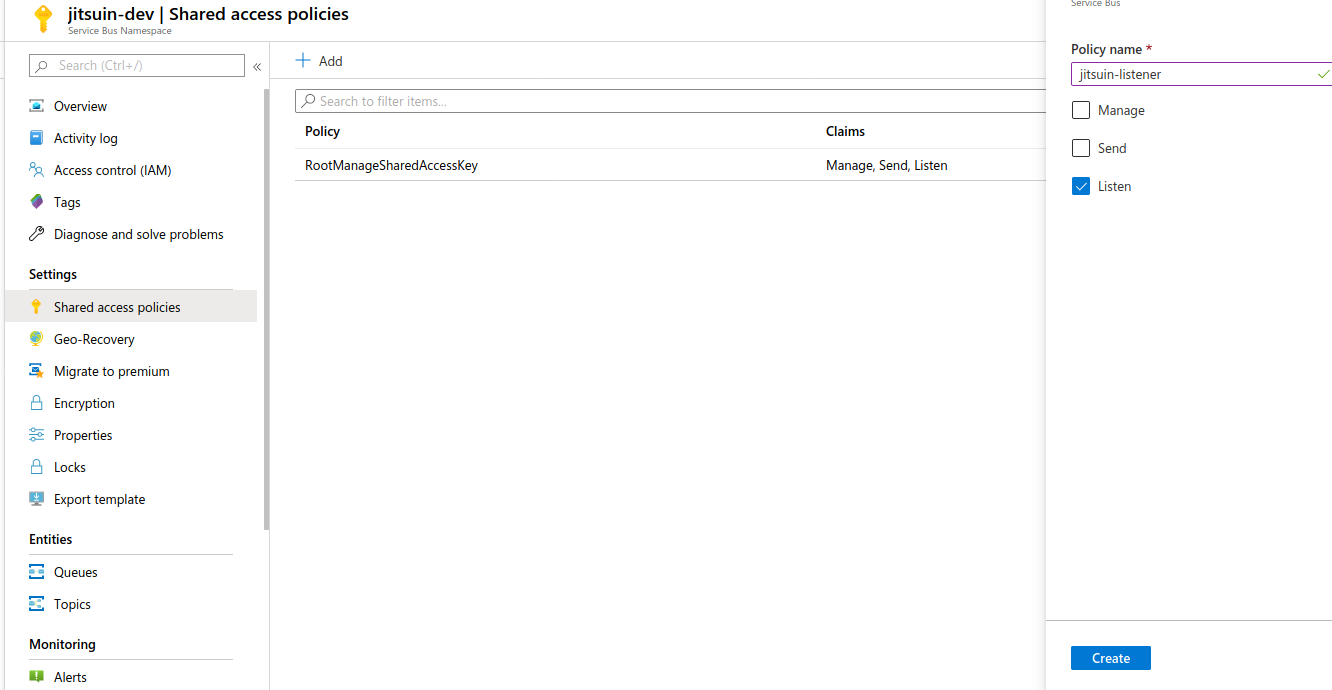 jitsuin-dev | Shared access policies
Service Bus Namespace
Search (Ctrl+/)
«
Overview
Activity log
Access control (IAM)
Tags
Diagnose and solve problems
Settings
Shared access policies
Geo-Recovery
Migrate to premium
Encryption
Properties
Locks
Export template
Entities
Queues
Topics
Monitoring
Alerts
Add
Search to filter items...
Policy Claims
RootManageSharedAccessKey Manage, Send, Listen
Service Bus
Policy name *
jitsuin-listener
Manage
Send
Listen
Create